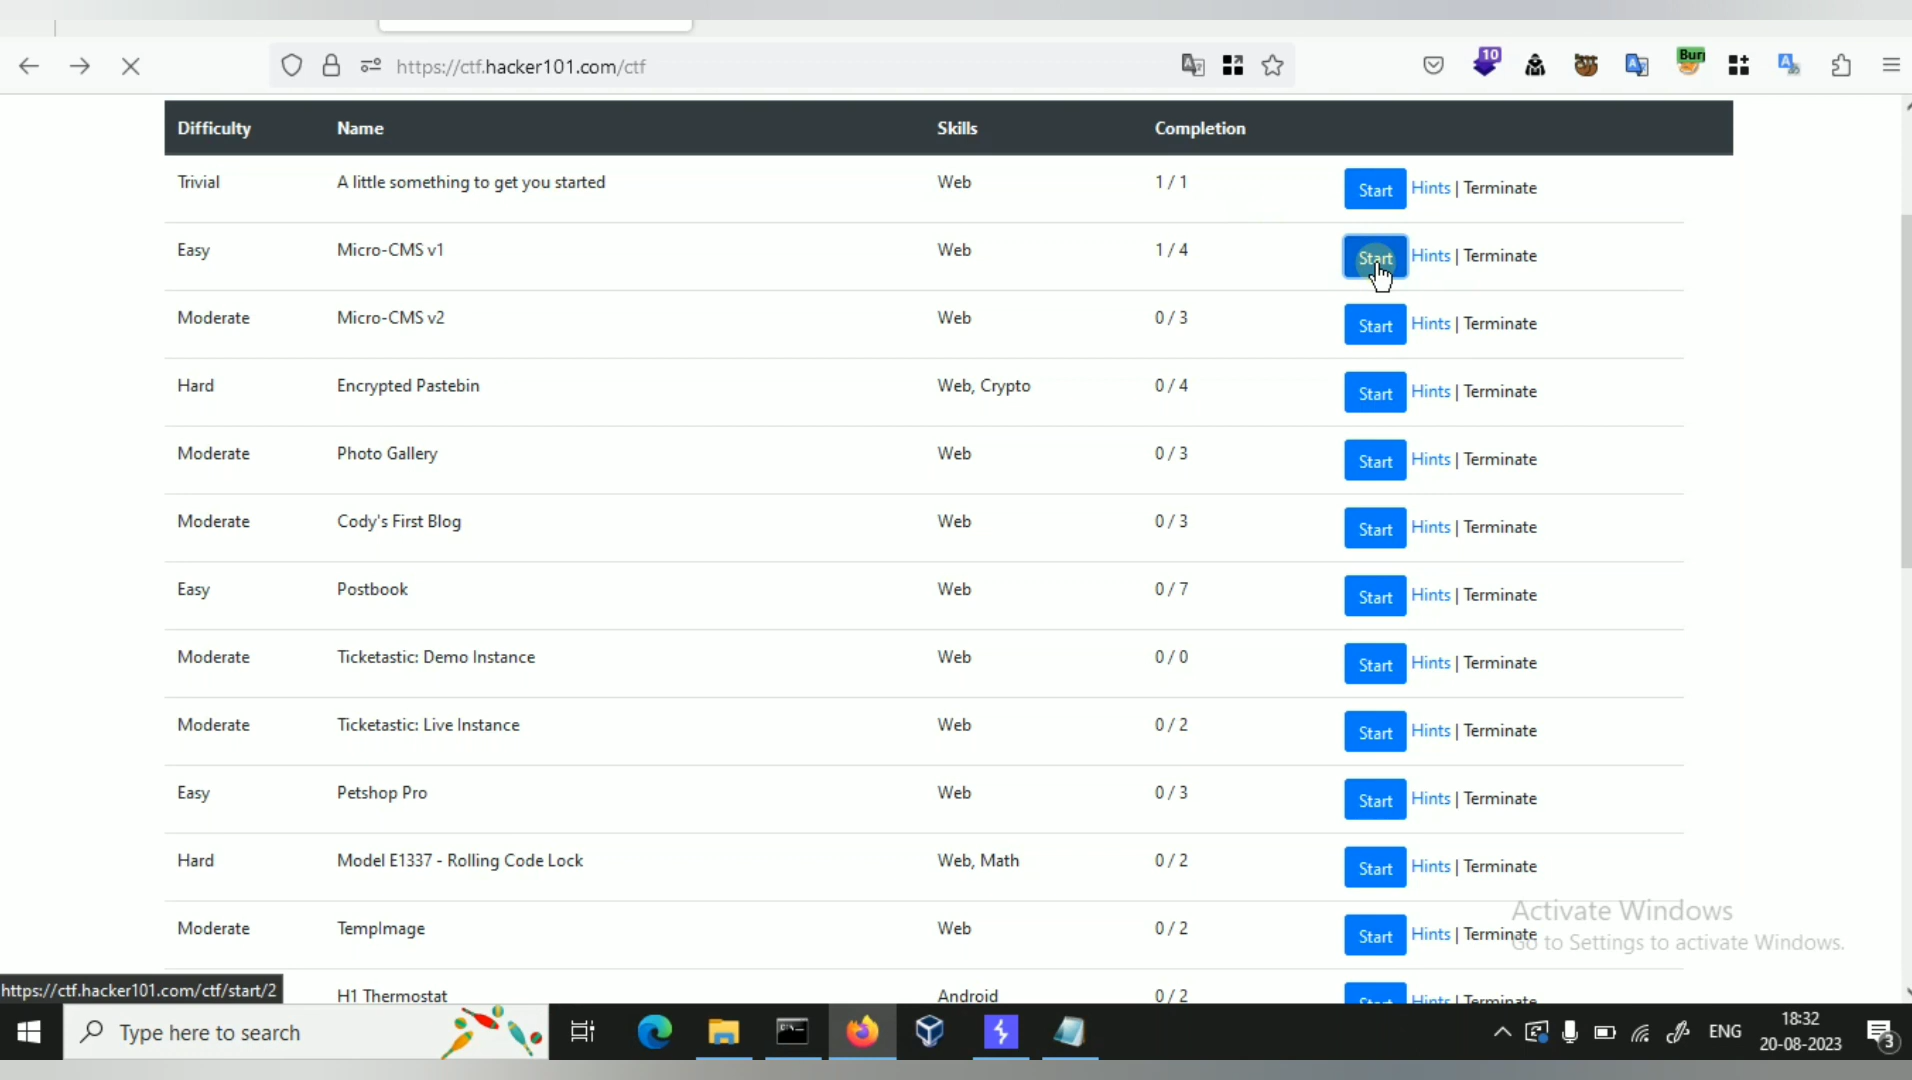 https://ctf.hacker101.com/ctf
10
Burp
Difficulty Name Skills Completion
Trivial A little something to get you started Web 1 / 1 Start Hints | Terminate
Easy Micro-CMS v1 Web 1 / 4 Start Hints | Terminate
Moderate Micro-CMS v2 Web 0 / 3 Start Hints | Terminate
Hard Encrypted Pastebin Web, Crypto 0 / 4 Start Hints | Terminate
Moderate Photo Gallery Web 0 / 3 Start Hints | Terminate
Moderate Cody's First Blog Web 0 / 3 Start Hints | Terminate
Easy Postbook Web 0 / 7 Start Hints | Terminate
Moderate Ticketastic: Demo Instance Web 0 / 0 Start Hints | Terminate
Moderate Ticketastic: Live Instance Web 0 / 2 Start Hints | Terminate
Easy Petshop Pro Web 0 / 3 Start Hints | Terminate
Hard Model E1337 - Rolling Code Lock Web, Math 0 / 2 Start Hints | Terminate
Activate Windows
Moderate TempImage Web 0 / 2 Start Hints | Terminate
Go to Settings to activate Windows.
https://ctf.hacker101.com/ctf/start/2
H1 Thermostat Android 0 / 2 Start Hints | Terminate
Type here to search
ENG
18:32
20-08-2023
3